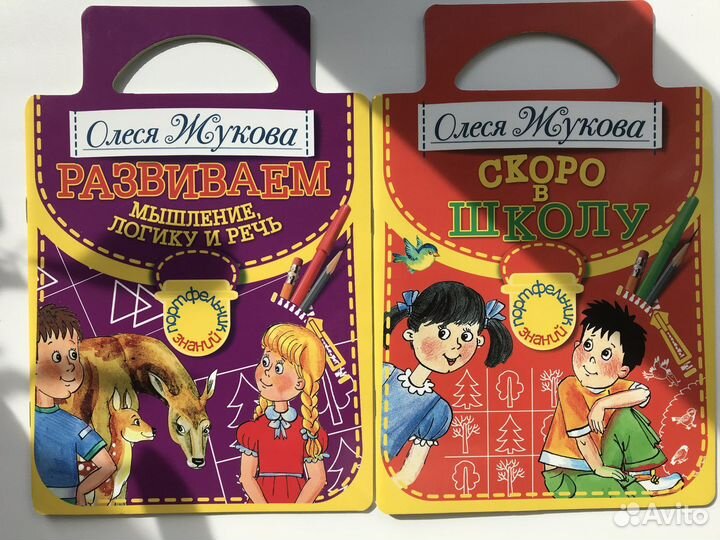 Олеся Жукова
РАЗВИВАЕМ
МЫШЛЕНИЕ,
ЛОГИКУ И РЕЧЬ
ПОРТФЕЛЬЧИК
ЗНАНИЙ
Олеся Жукова
СКОРО
В
ШКОЛУ
ПОРТФЕЛЬЧИК
ЗНАНИЙ
Avito